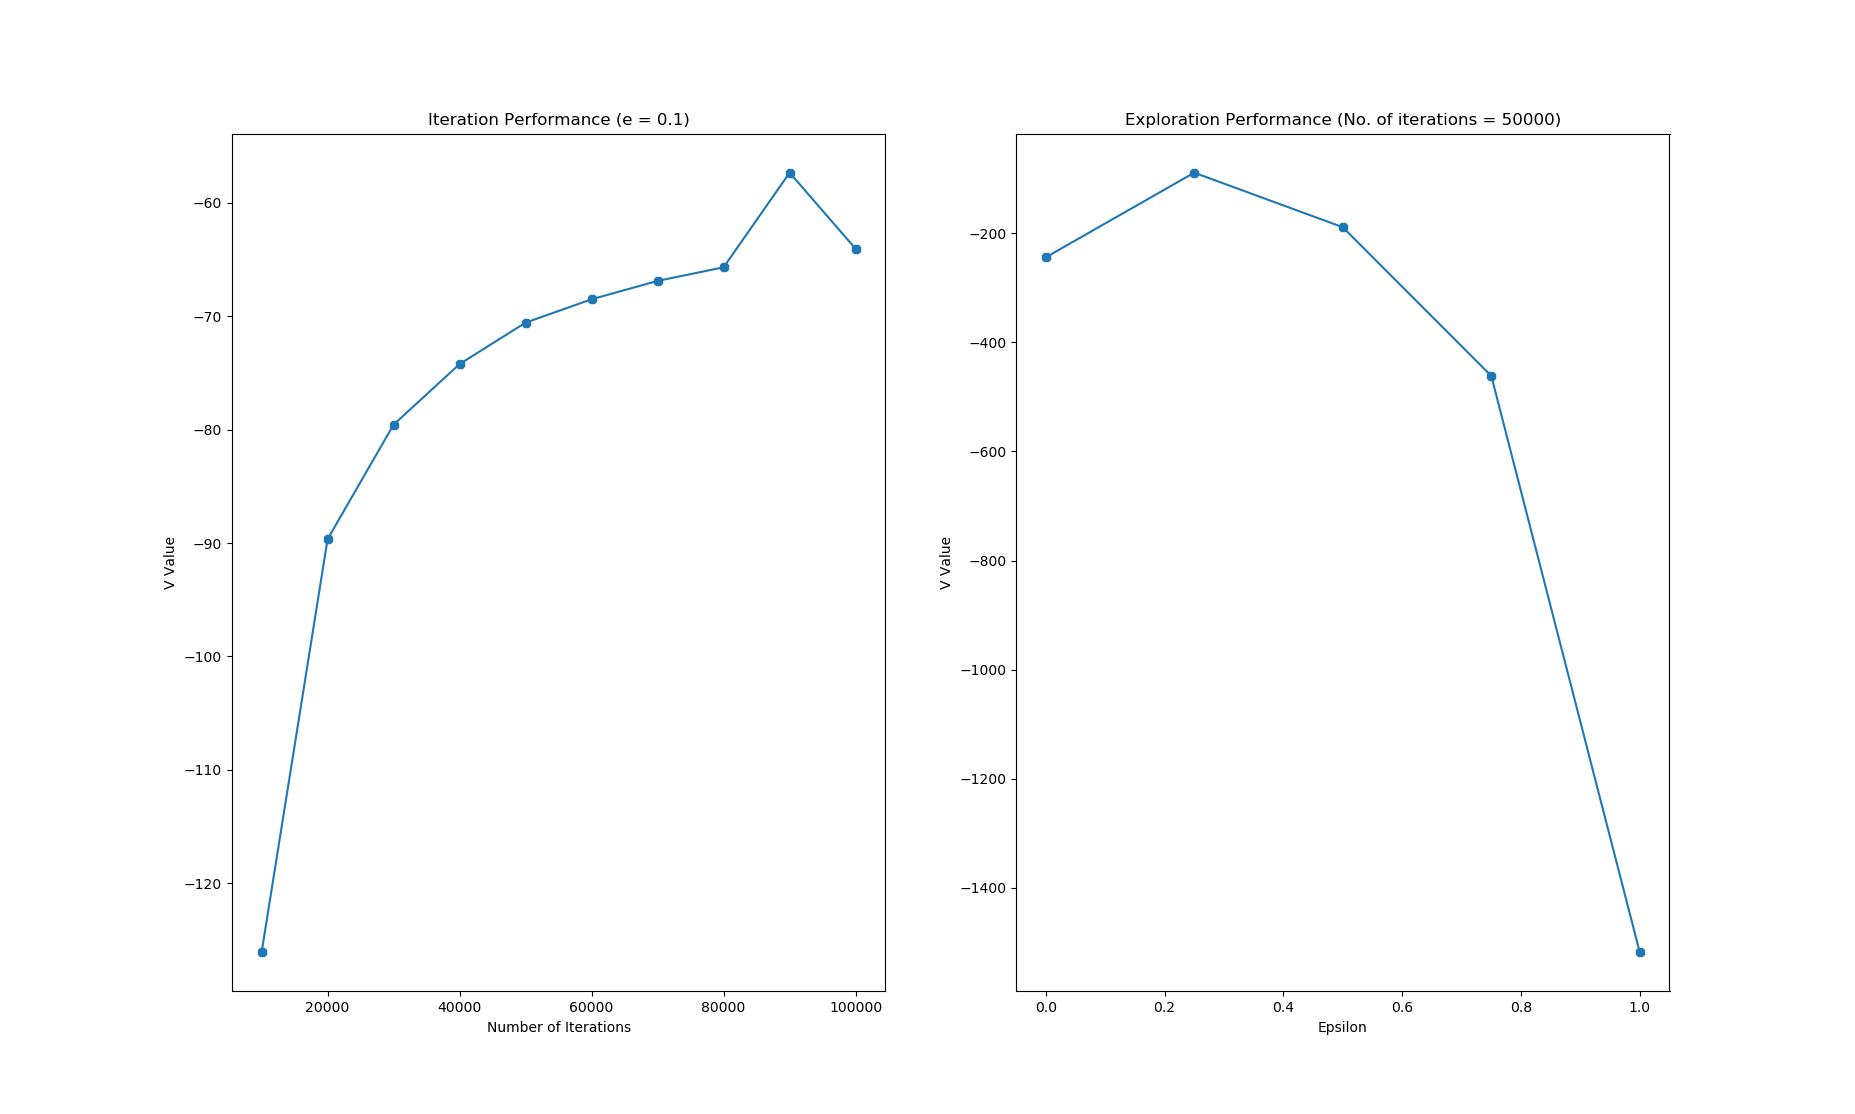 Iteration Performance (e = 0.1)
−60
−70
−80
−90
−100
−110
−120
V Value
20000 40000 60000 80000 100000
Number of Iterations
Exploration Performance (No. of iterations = 50000)
−200
−400
−600
−800
−1000
−1200
−1400
V Value
0.0 0.2 0.4 0.6 0.8 1.0
Epsilon